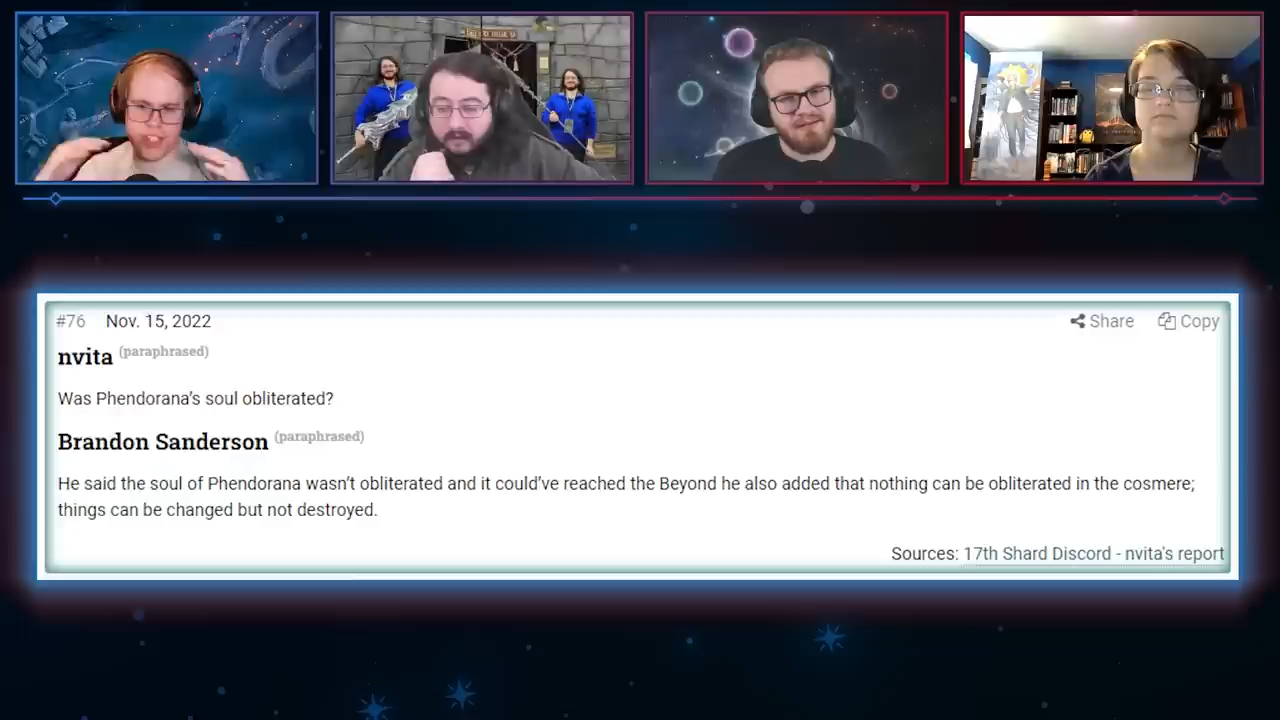 #76 Nov. 15, 2022 Share Copy
nvita (paraphrased)
Was Phendorana's soul obliterated?
Brandon Sanderson (paraphrased)
He said the soul of Phendorana wasn't obliterated and it could've reached the Beyond he also added that nothing can be obliterated in the cosmere;
things can be changed but not destroyed.
Sources: 17th Shard Discord - nvita's report